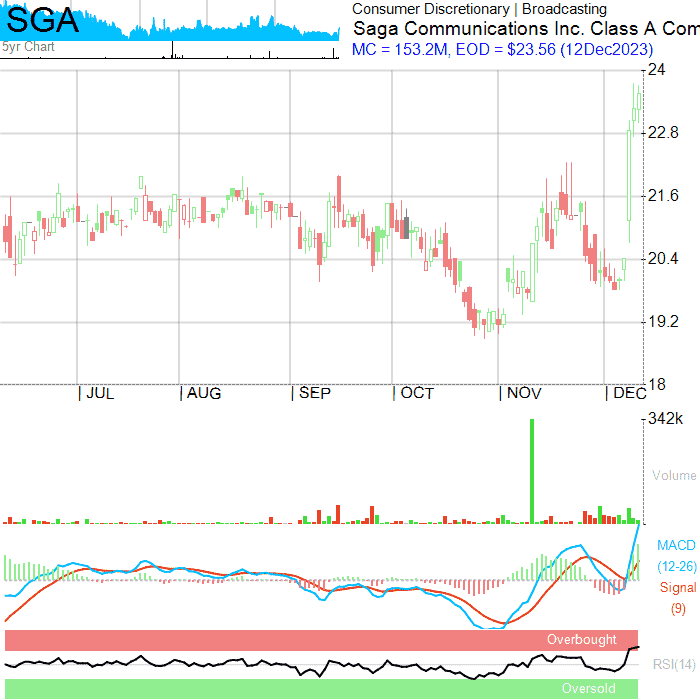 SGA
5yr Chart
Consumer Discretionary | Broadcasting
Saga Communications Inc. Class A Com
MC = 153.2M, EOD = $23.56 (12Dec2023)
24
22.8
21.6
20.4
19.2
18
| JUL
| AUG
| SEP
| OCT
| NOV
| DEC
342k
Volume
MACD
(12-26)
Signal
(9)
Overbought
RSI(14)
Oversold